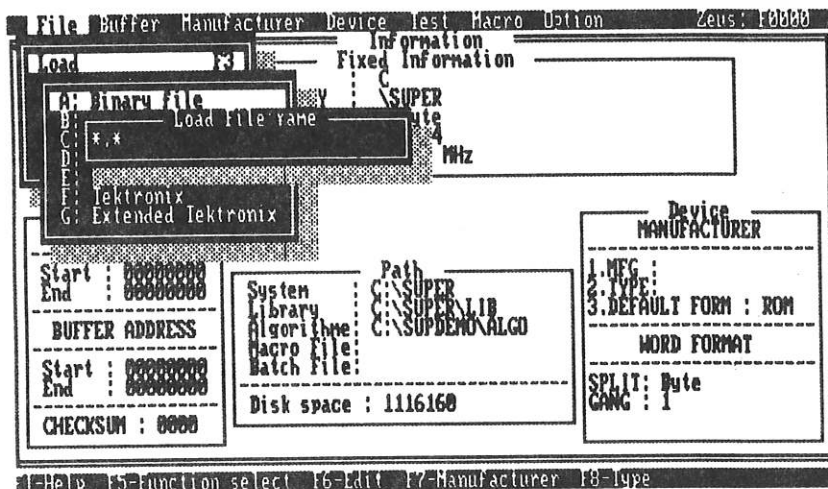 File Buffer Manufacturer Device Test Macro Option Zeus: F0000
Information
Load F3
Fixed Information
C
A: Binary file
Y : \SUPER
B:
Load File name
C:
*.*
D:
MHz
E:
F: Tektronix
G: Extended Tektronix
Start : 00000000
End : 00000000
BUFFER ADDRESS
Start : 00000000
End : 00000000
CHECKSUM : 0000
Path
System : C:\SUPER
Library : C:\SUPER\LIB
Algorithme: C:\SUPDEMO\ALGO
Macro File:
Batch File:
Disk space : 1116160
Device
MANUFACTURER
1.MFG :
2.TYPE:
3.DEFAULT FORM : ROM
WORD FORMAT
SPLIT: Byte
GANG : 1
F1-Help F5-Function select F6-Edit F7-Manufacturer F8-Type